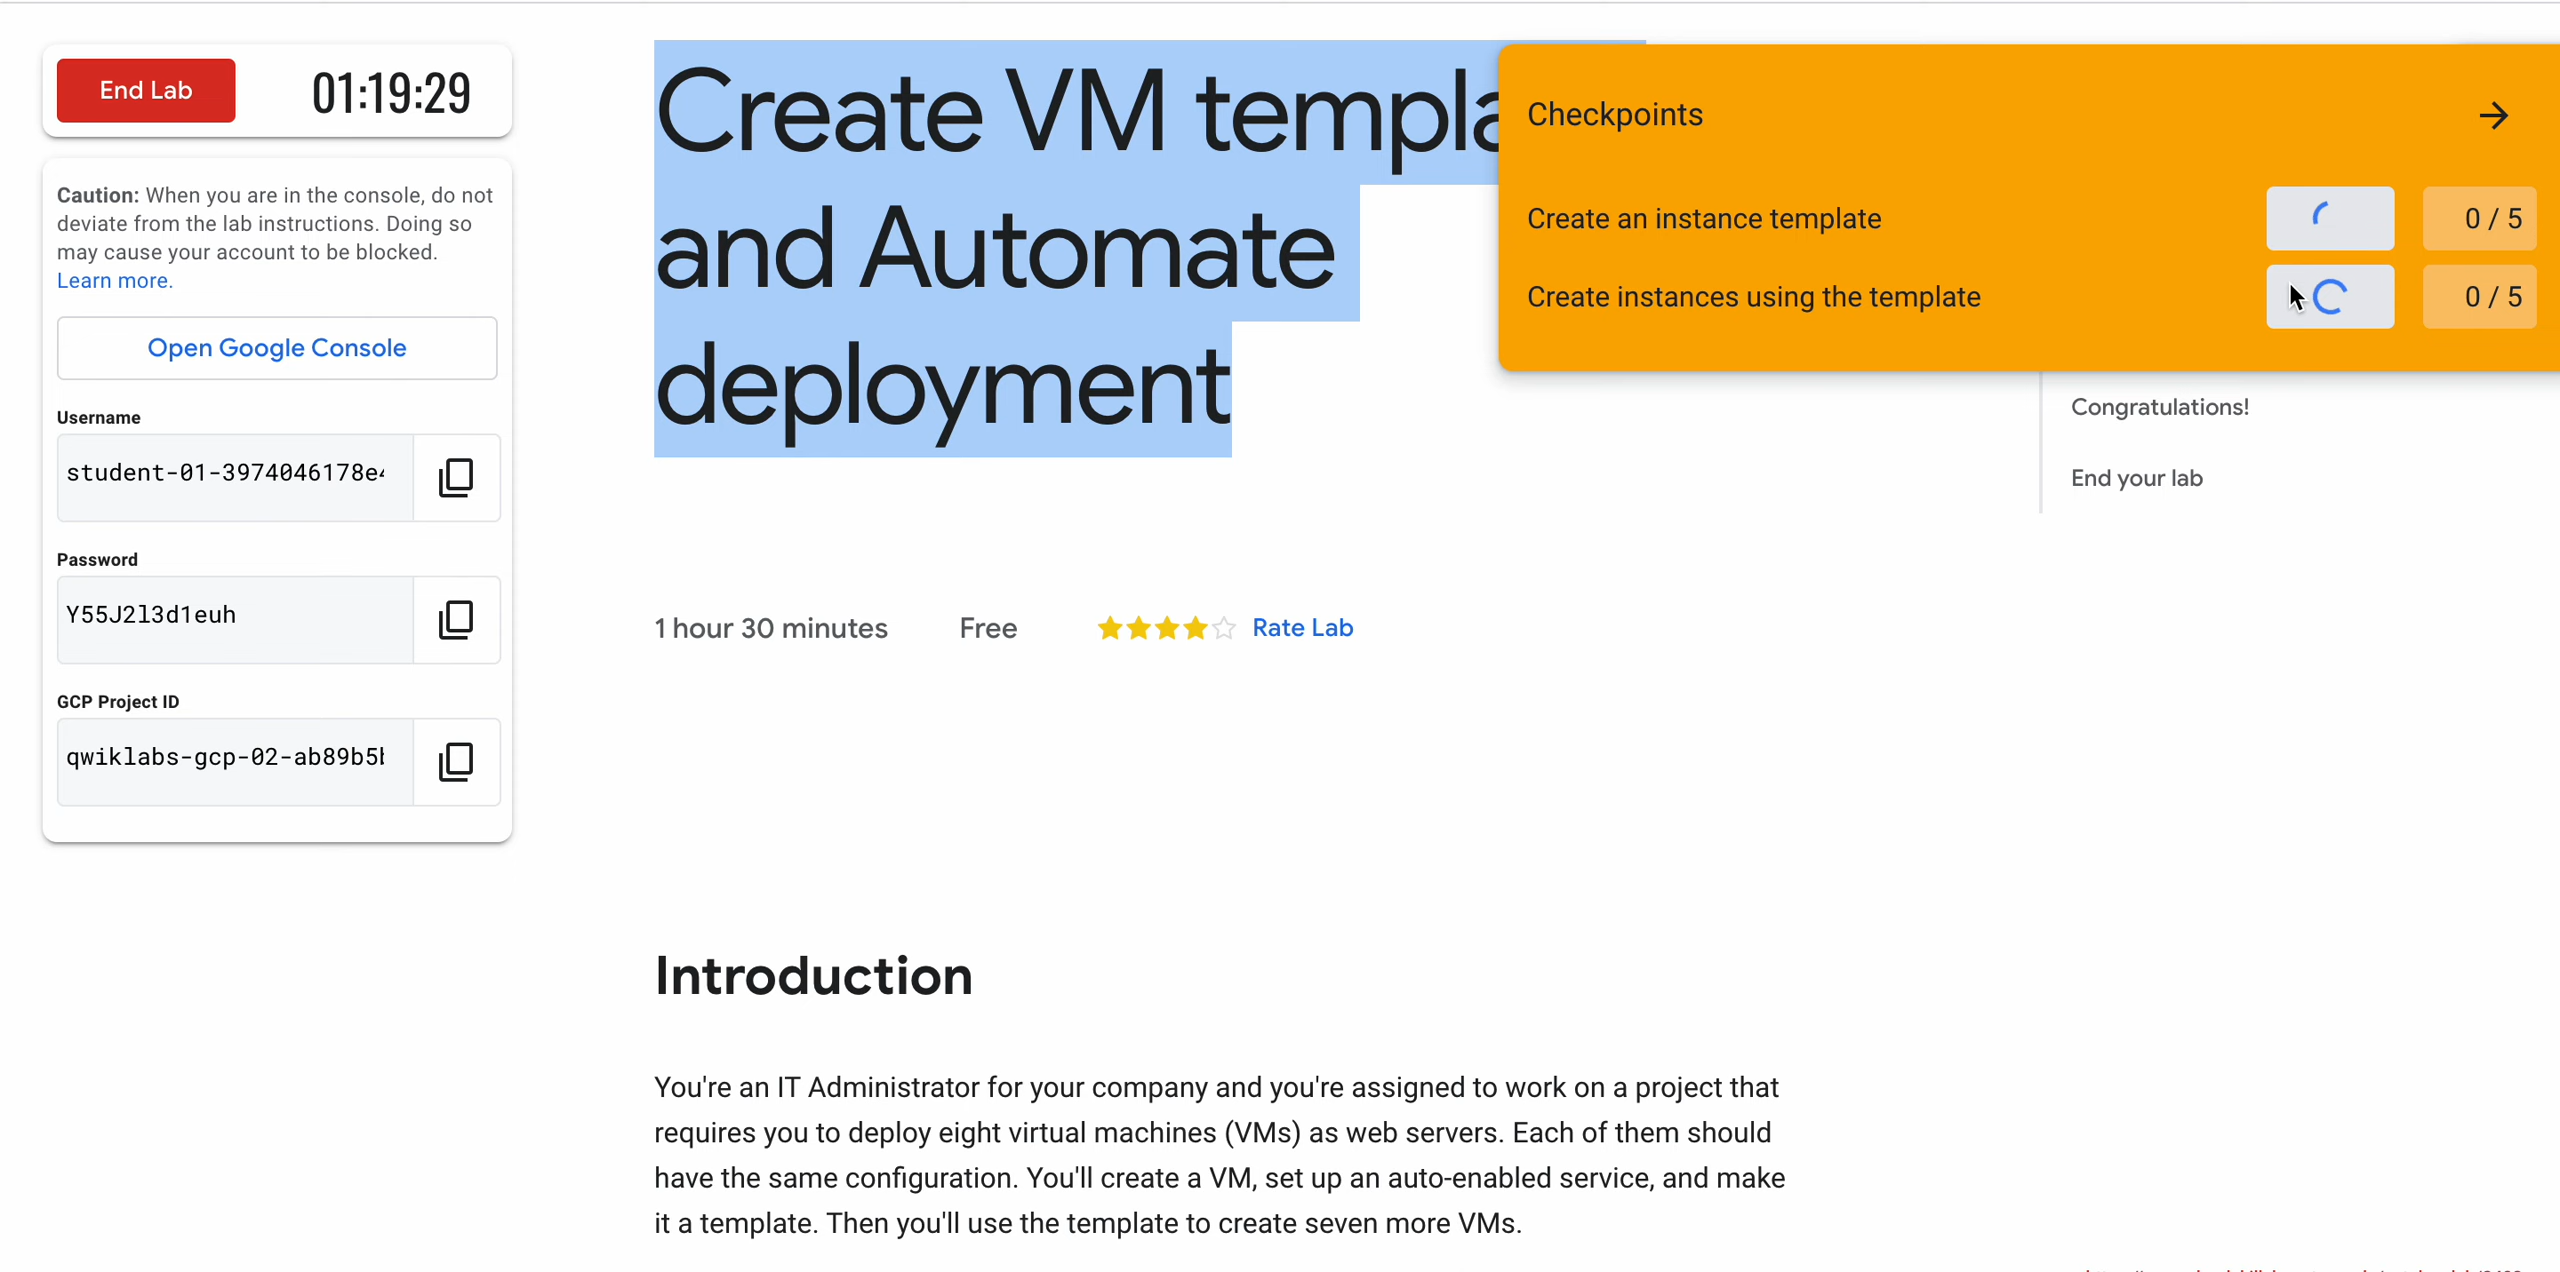 End Lab
01:19:29
Caution: When you are in the console, do not
deviate from the lab instructions. Doing so
may cause your account to be blocked.
Learn more.
Open Google Console
Username
student-01-3974046178e
Password
Y55J2l3d1euh
GCP Project ID
qwiklabs-gcp-02-ab89b5
Create VM templa
and Automate
deployment
1 hour 30 minutes
Free
Rate Lab
Checkpoints
Create an instance template
0 / 5
Create instances using the template
0 / 5
Congratulations!
End your lab
Introduction
You're an IT Administrator for your company and you're assigned to work on a project that
requires you to deploy eight virtual machines (VMs) as web servers. Each of them should
have the same configuration. You'll create a VM, set up an auto-enabled service, and make
it a template. Then you'll use the template to create seven more VMs.